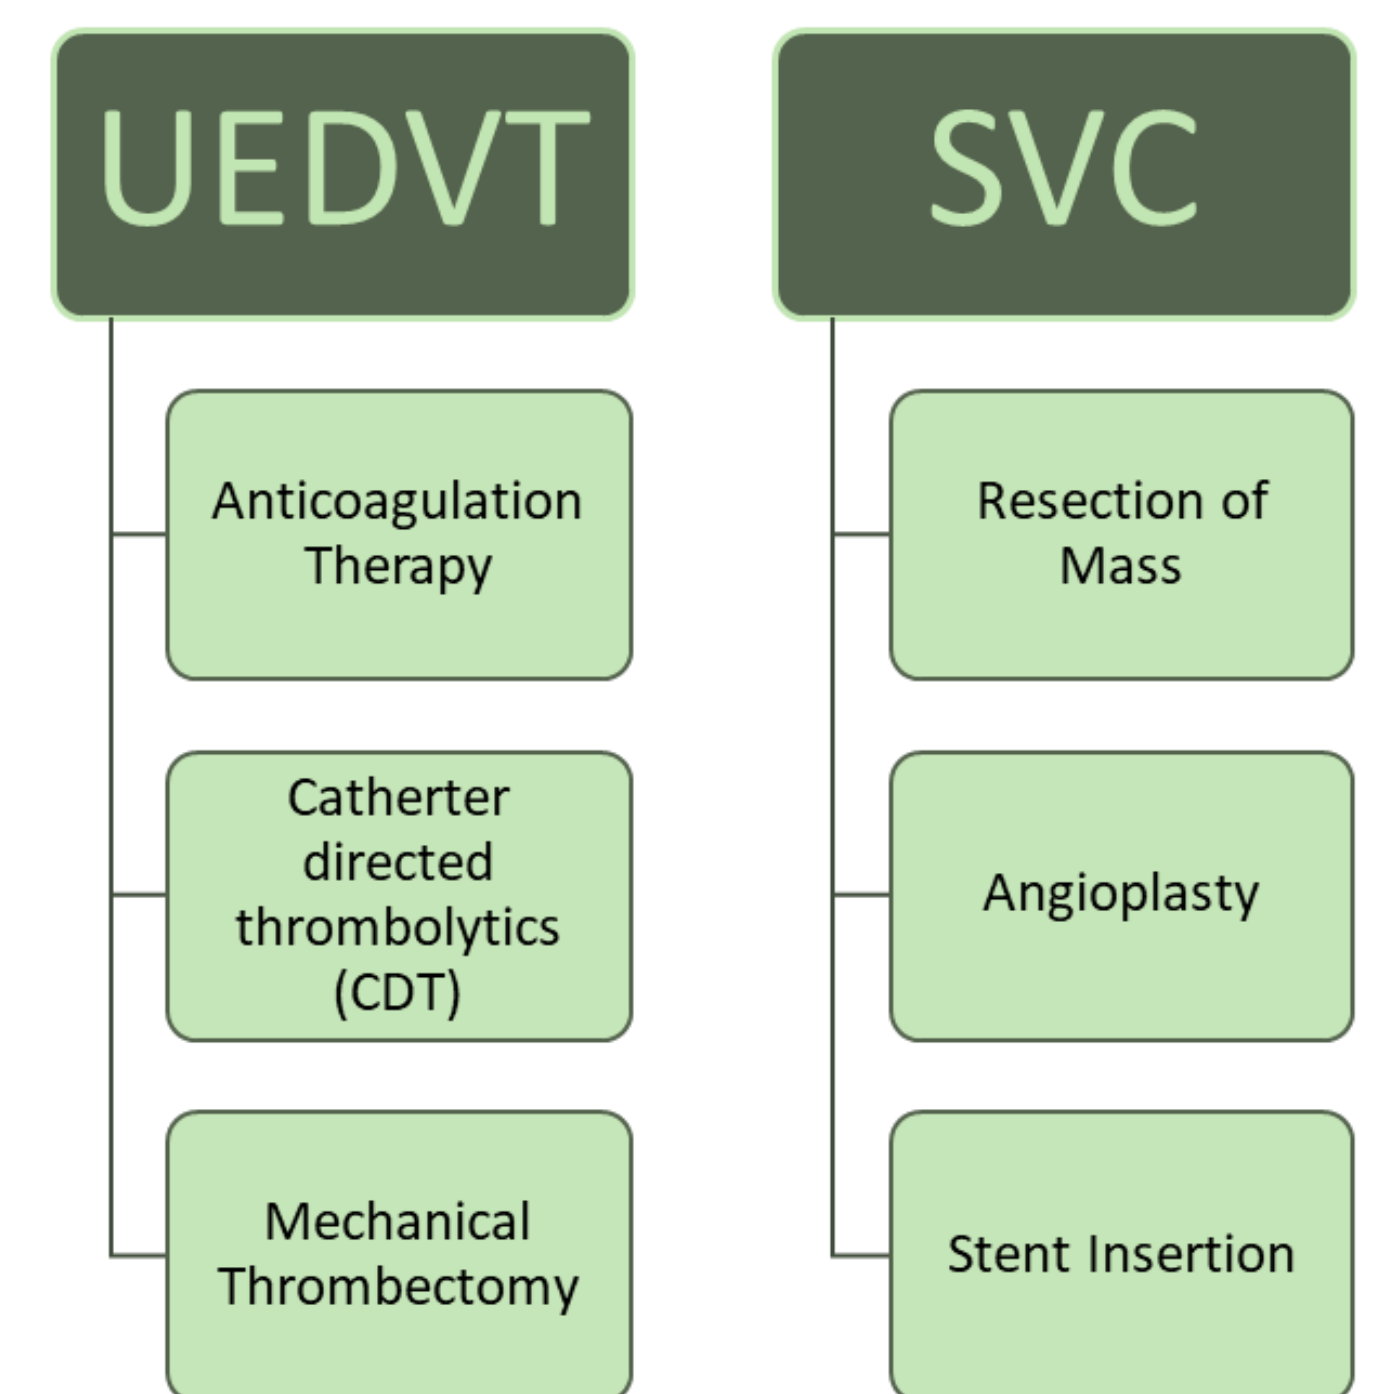 UEDVT
Anticoagulation
Therapy
Catherter
directed
thrombolytics
(CDT)
Mechanical
Thrombectomy
SVC
Resection of
Mass
Angioplasty
Stent Insertion